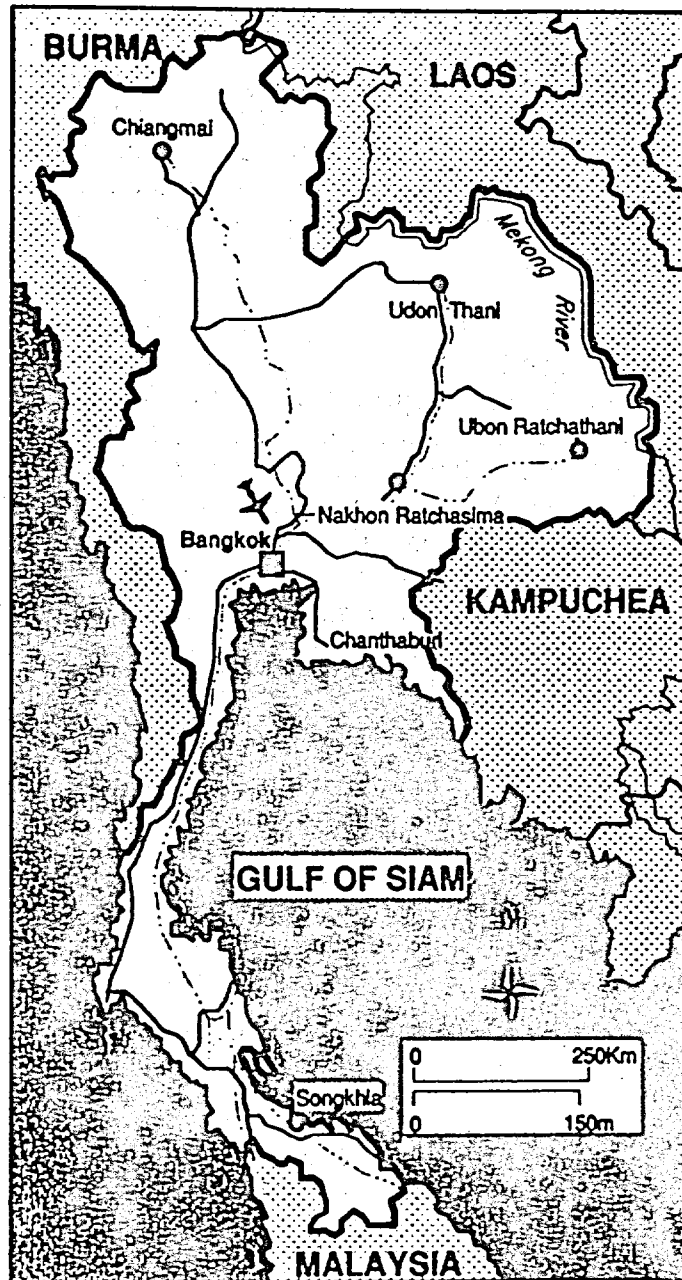 BURMA
LAOS
Chiangmai
Mekong
River
Udon Thani
Ubon Ratchathani
Nakhon Ratchasima
Bangkok
KAMPUCHEA
Chanthaburi
GULF OF SIAM
N
0 250Km
0 150m
Songkhla
MALAYSIA